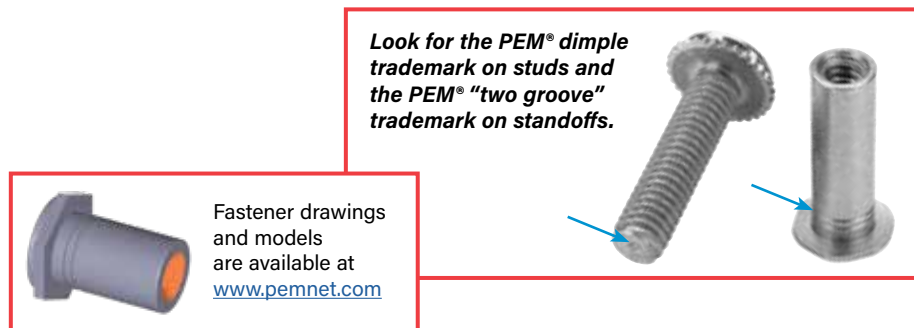 Look for the PEM® dimple
trademark on studs and
the PEM® “two groove”
trademark on standoffs.
Fastener drawings
and models
are available at
www.pemnet.com